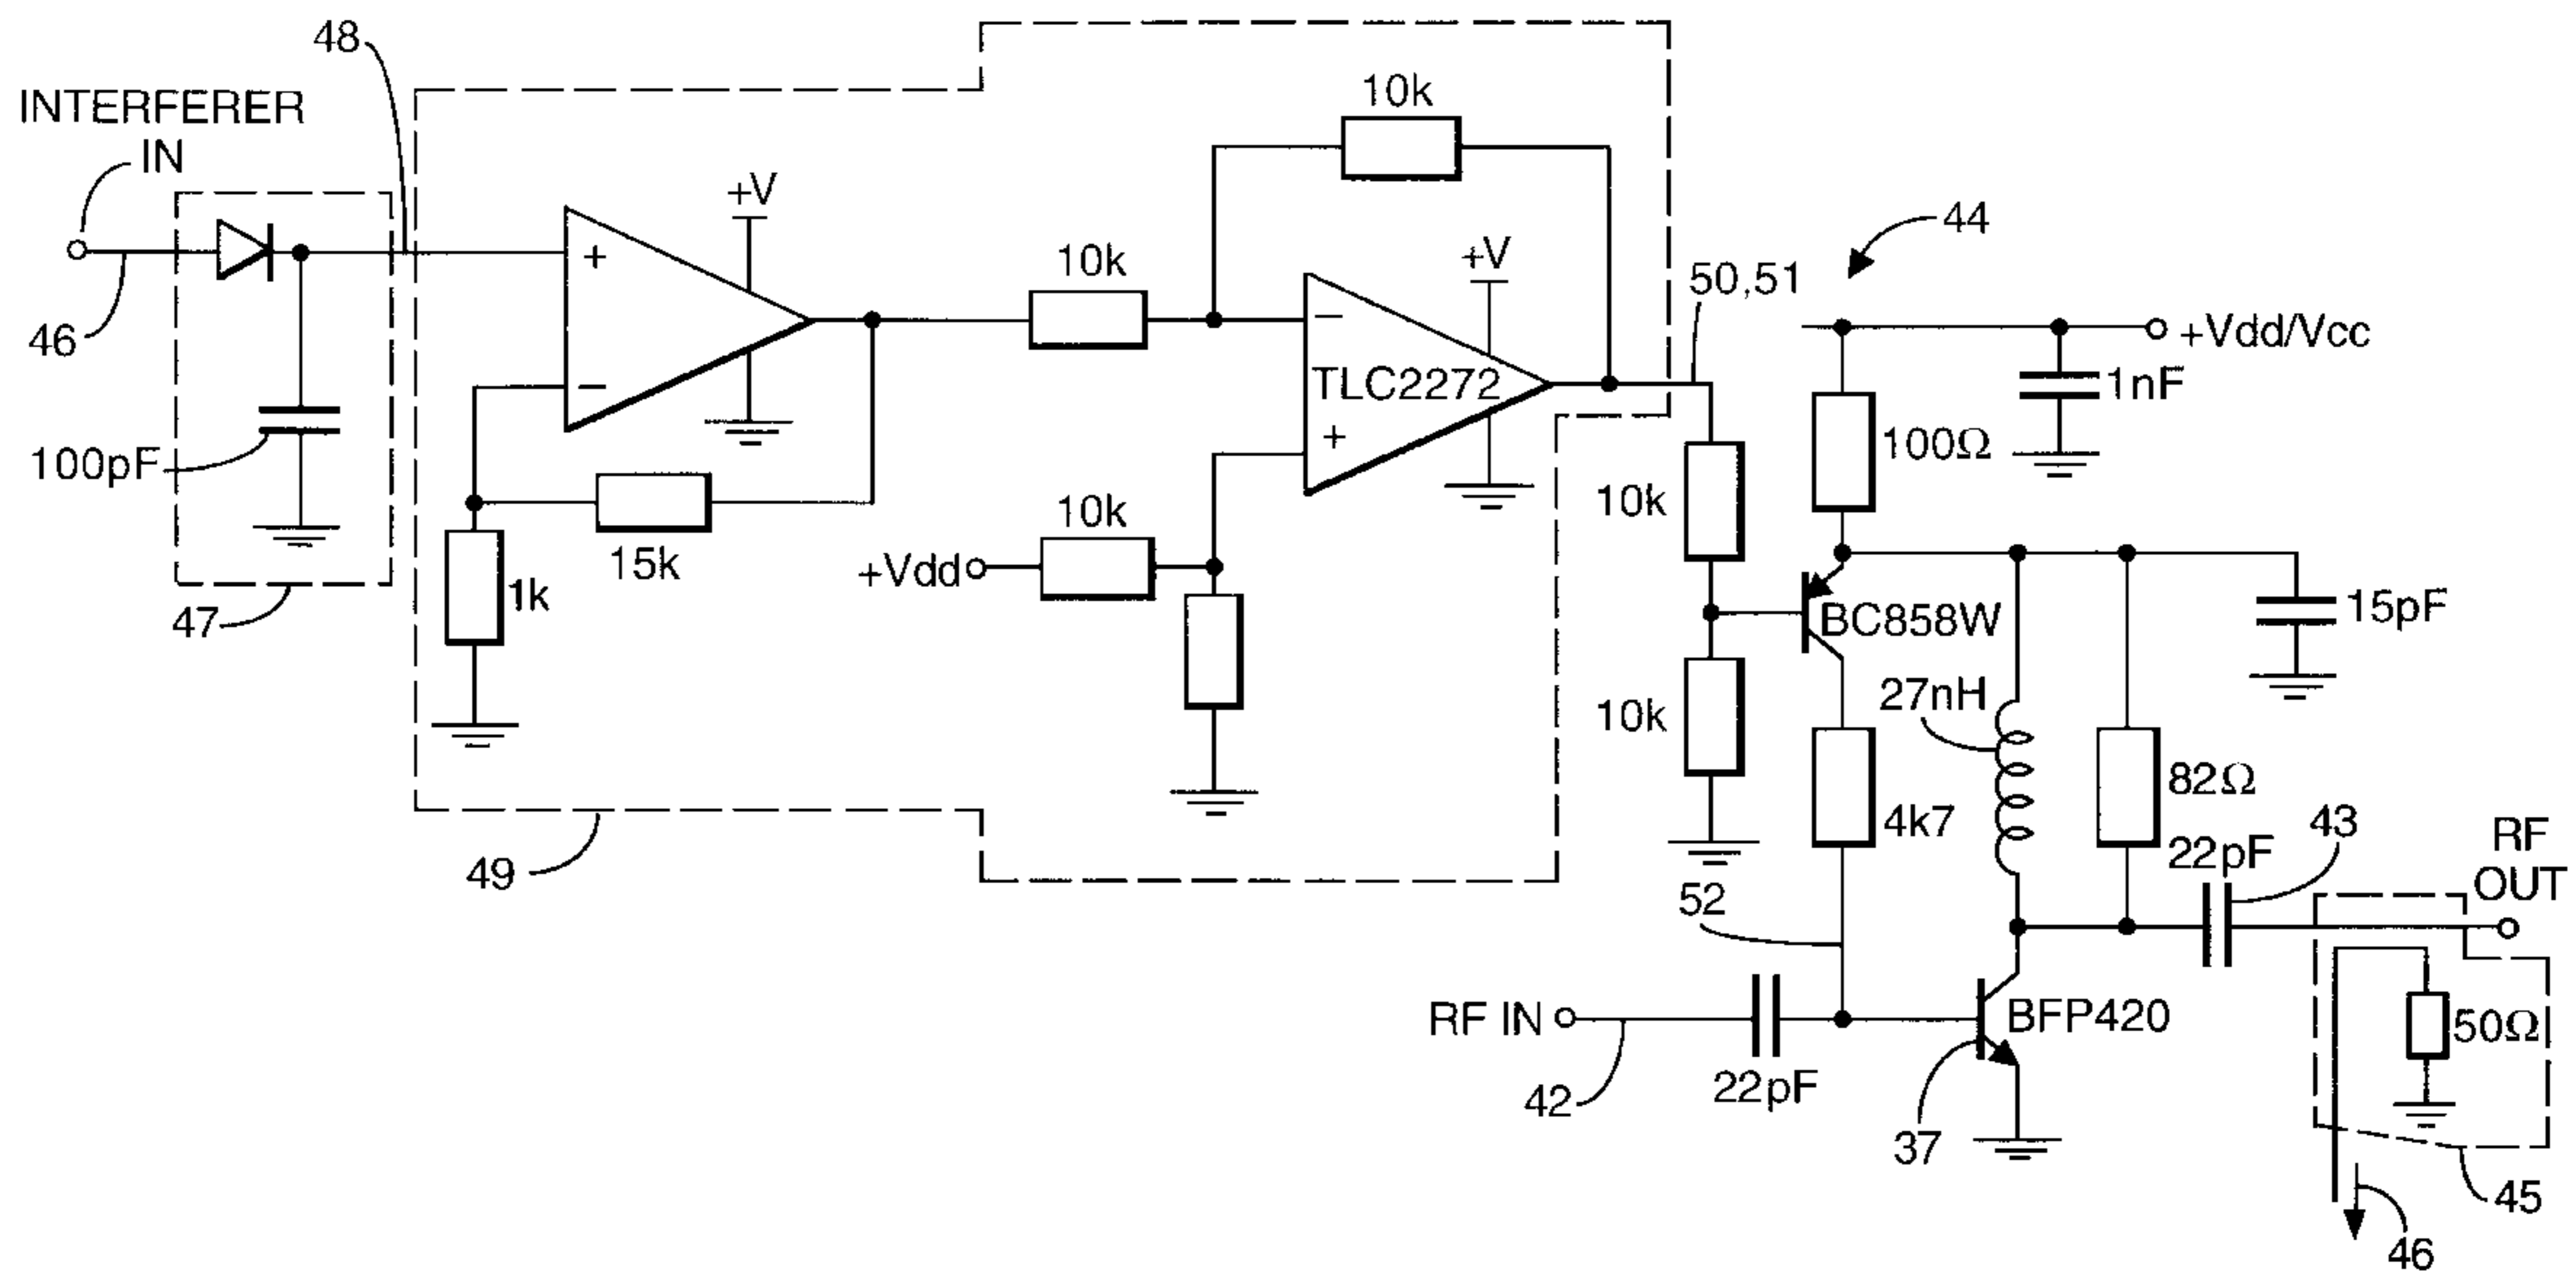 48
INTERFERER
IN
46
100pF
47
+
−
+V
1k
15k
49
10k
10k
+V
−
TLC2272
+
+Vdd
10k
50,51
44
+Vdd/Vcc
1nF
100Ω
10k
BC858W
15pF
10k
27nH
4k7
82Ω
22pF
43
RF
OUT
52
RF IN
42
22pF
BFP420
37
50Ω
45
46